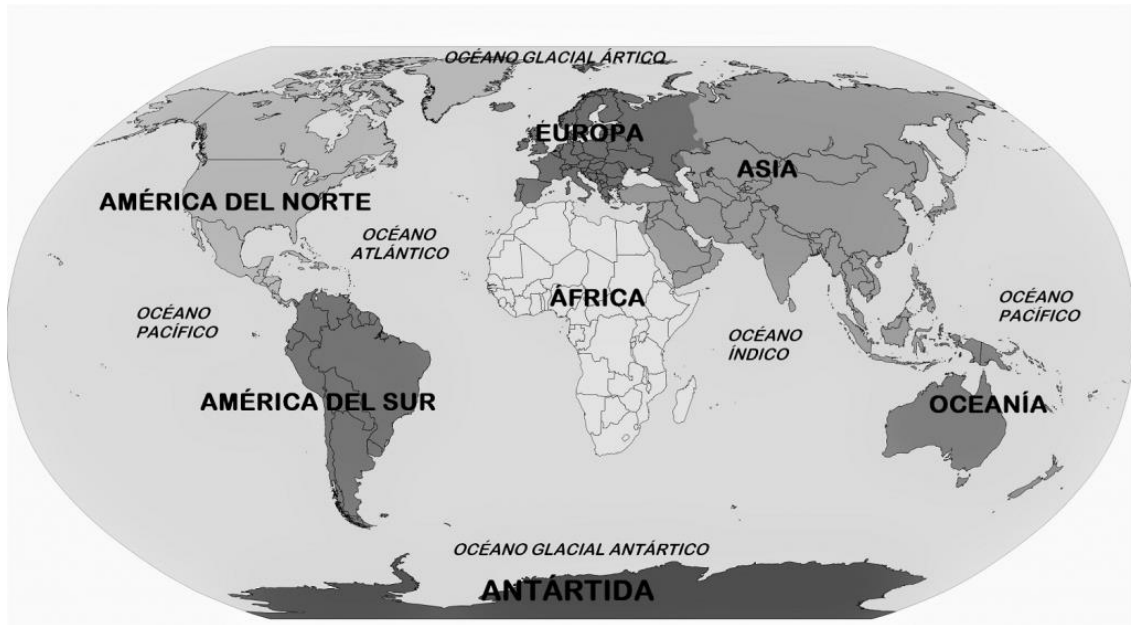 OCÉANO GLACIAL ÁRTICO
EUROPA
ASIA
AMÉRICA DEL NORTE
OCÉANO
ATLÁNTICO
ÁFRICA
OCÉANO
PACÍFICO
OCÉANO
PACÍFICO
OCÉANO
ÍNDICO
AMÉRICA DEL SUR
OCEANÍA
OCÉANO GLACIAL ANTÁRTICO
ANTÁRTIDA